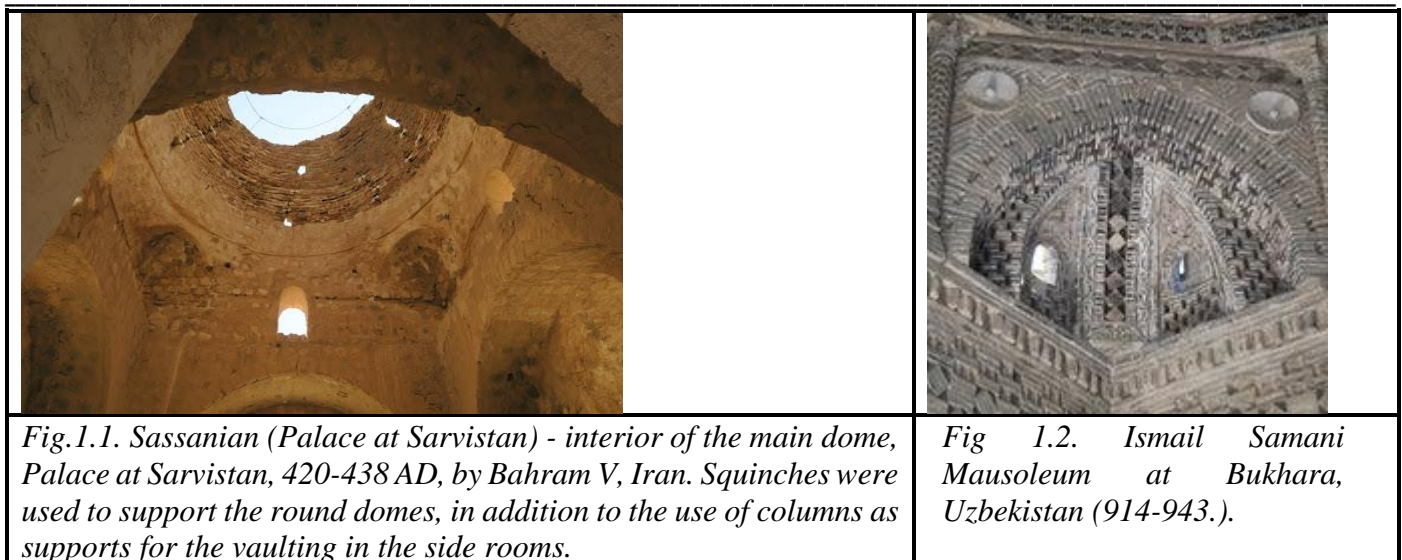 Fig.1.1. Sassanian (Palace at Sarvistan) - interior of the main dome,
Palace at Sarvistan, 420-438 AD, by Bahram V, Iran. Squinches were
used to support the round domes, in addition to the use of columns as
supports for the vaulting in the side rooms.
Fig 1.2. Ismail Samani
Mausoleum at Bukhara,
Uzbekistan (914-943.).